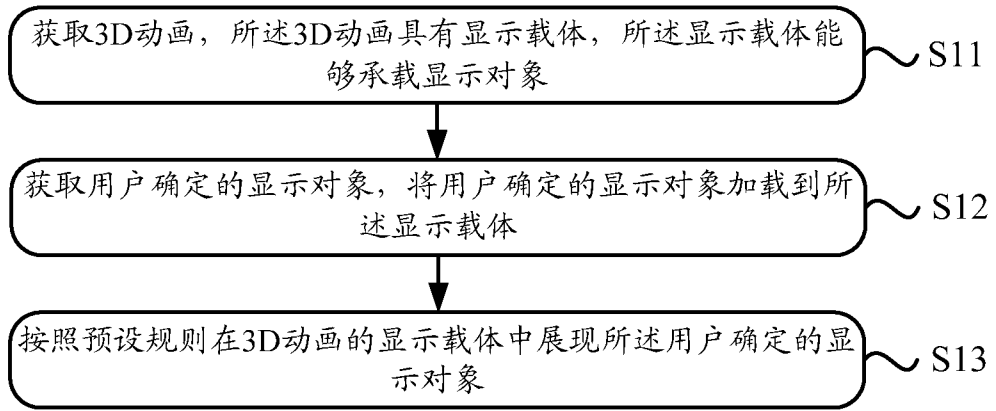 获取3D动画，所述3D动画具有显示载体，所述显示载体能
够承载显示对象
S11
获取用户确定的显示对象，将用户确定的显示对象加载到所
述显示载体
S12
按照预设规则在3D动画的显示载体中展现所述用户确定的显
示对象
S13